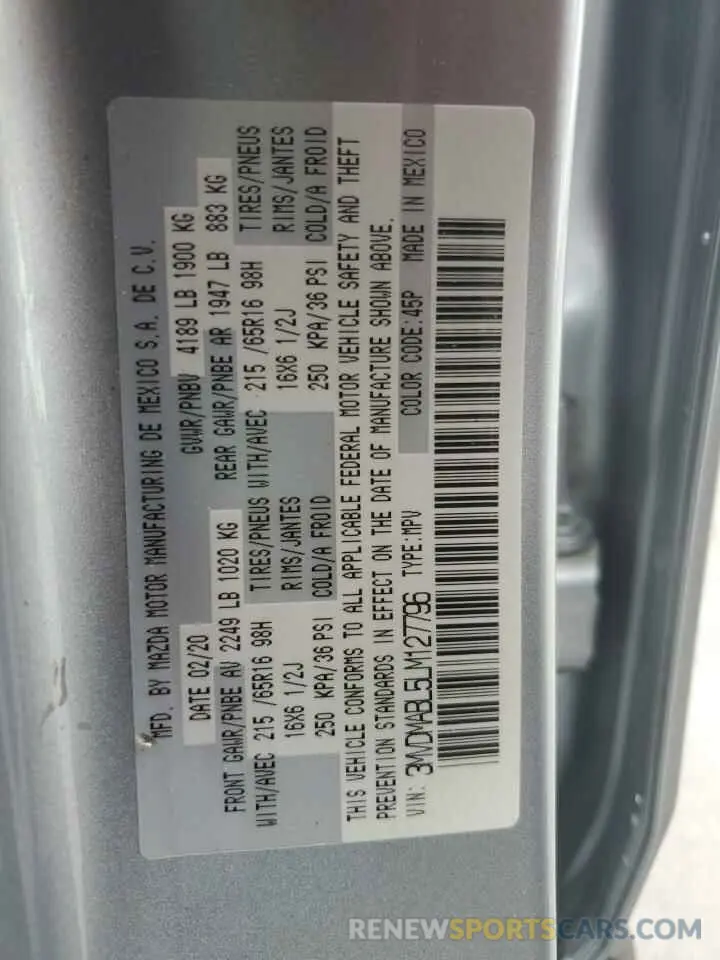 MFD. BY MAZDA MOTOR MANUFACTURING DE MEXICO S.A. DE C.V.
DATE 02/20 GVWR/PNBV 4189 LB 1900 KG
FRONT GAWR/PNBE AV 2249 LB 1020 KG REAR GAWR/PNBE AR 1947 LB 883 KG
WITH/AVEC 215 /65R16 98H TIRES/PNEUS WITH/AVEC 215 /65R16 98H TIRES/PNEUS
16X6 1/2J RIMS/JANTES 16X6 1/2J RIMS/JANTES
250 KPA/36 PSI COLD/A FROID 250 KPA/36 PSI COLD/A FROID
THIS VEHICLE CONFORMS TO ALL APPLICABLE FEDERAL MOTOR VEHICLE SAFETY AND THEFT
PREVENTION STANDARDS IN EFFECT ON THE DATE OF MANUFACTURE SHOWN ABOVE.
VIN: 3MVDMABL5LM127796 TYPE:MPV COLOR CODE:45P MADE IN MEXICO
RENEWSPORTSCARS.COM